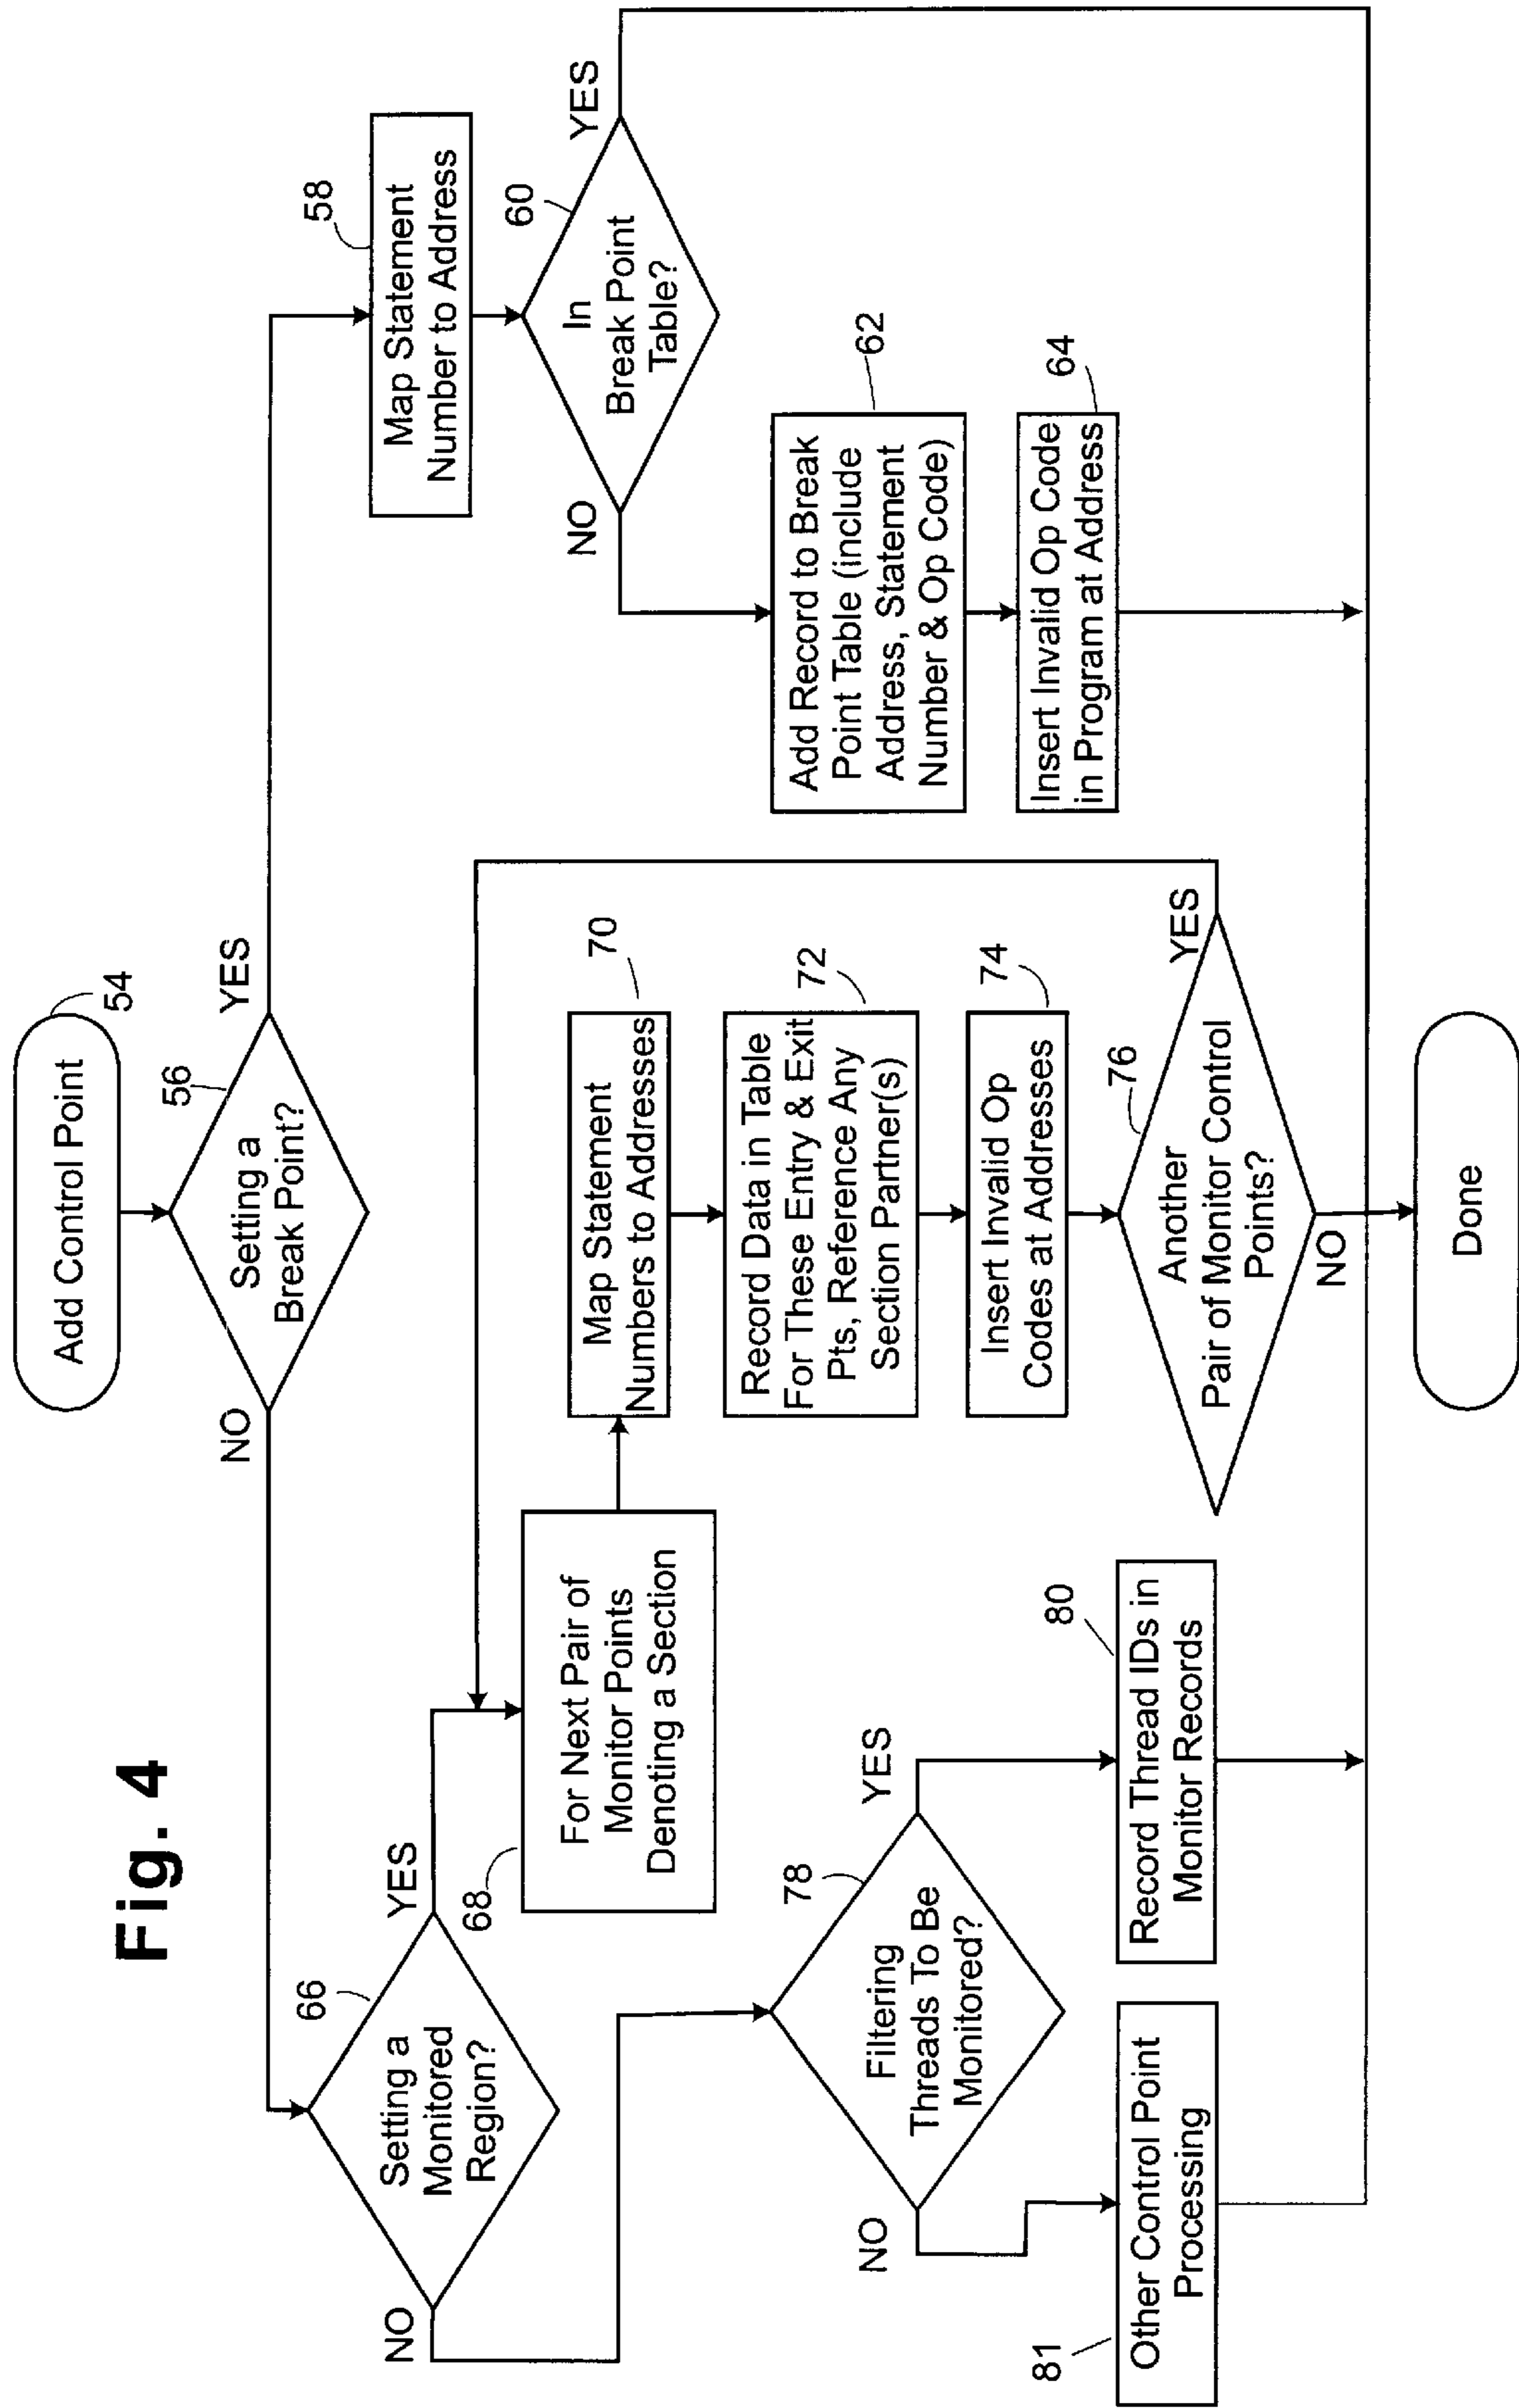 Fig. 4
Add Control Point
54
Setting a
Break Point?
56
YES
NO
Map Statement
Number to Address
58
In
Break Point
Table?
60
YES
NO
Add Record to Break
Point Table (include
Address, Statement
Number & Op Code)
62
Insert Invalid Op Code
in Program at Address
64
Setting a
Monitored
Region?
66
YES
NO
For Next Pair of
Monitor Points
Denoting a Section
68
Map Statement
Numbers to Addresses
70
Record Data in Table
For These Entry & Exit
Pts, Reference Any
Section Partner(s)
72
Insert Invalid Op
Codes at Addresses
74
Another
Pair of Monitor Control
Points?
76
YES
NO
Filtering
Threads To Be
Monitored?
78
YES
NO
Record Thread IDs in
Monitor Records
80
Other Control Point
Processing
81
Done